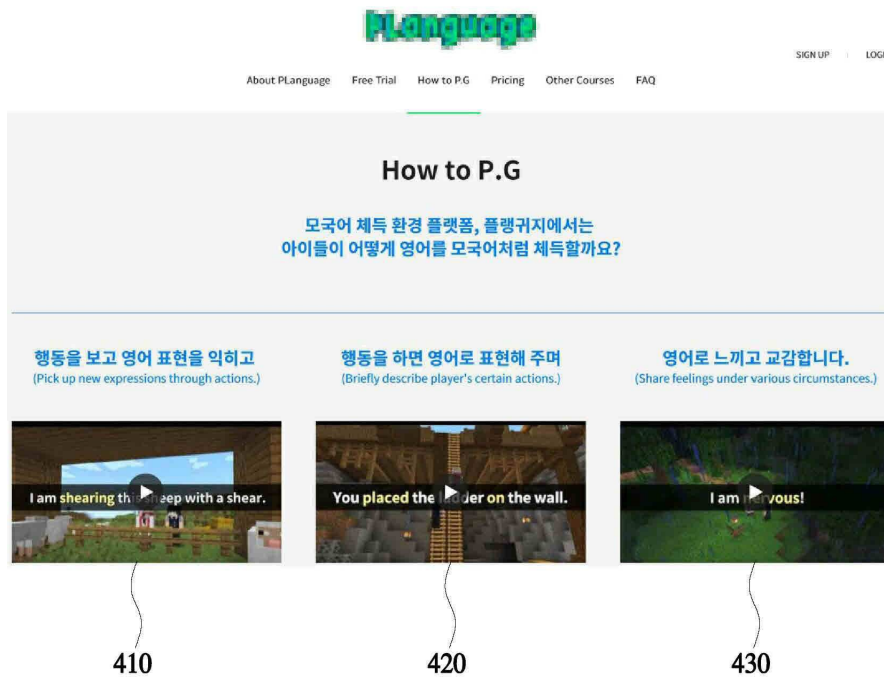 PLanguage
SIGN UP | LOGI
About PLanguage Free Trial How to P.G Pricing Other Courses FAQ
How to P.G
모국어 체득 환경 플랫폼, 플랭귀지에서는
아이들이 어떻게 영어를 모국어처럼 체득할까요?
행동을 보고 영어 표현을 익히고
(Pick up new expressions through actions.)
행동을 하면 영어로 표현해 주며
(Briefly describe player's certain actions.)
영어로 느끼고 교감합니다.
(Share feelings under various circumstances.)
I am shearing this sheep with a shear.
You placed the ladder on the wall.
I am nervous!
410
420
430